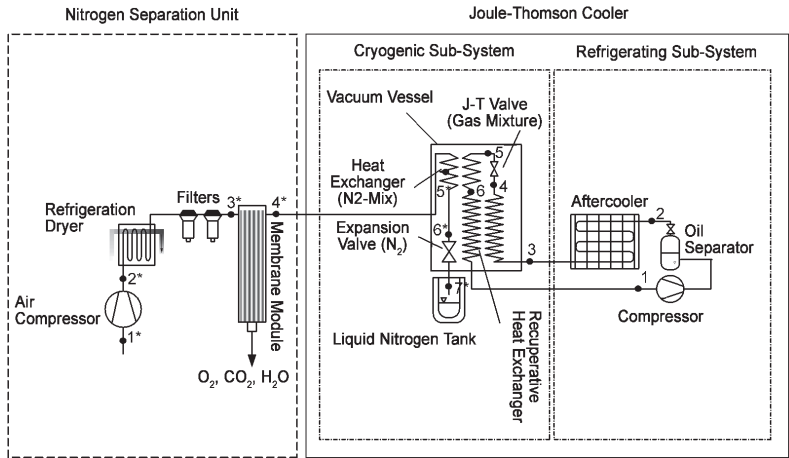 Nitrogen Separation Unit
Joule-Thomson Cooler
Cryogenic Sub-System
Refrigerating Sub-System
Vacuum Vessel
J-T Valve
(Gas Mixture)
Heat
Exchanger
(N2-Mix)
5
4
5*
6
Filters
3*
4*
Refrigeration
Dryer
Aftercooler
2
Oil
Separator
6*
Expansion
Valve (N₂)
3
1
2*
Air
Compressor
1*
Membrane Module
7*
Compressor
Liquid Nitrogen Tank
Recuperative
Heat Exchanger
O₂, CO₂, H₂O